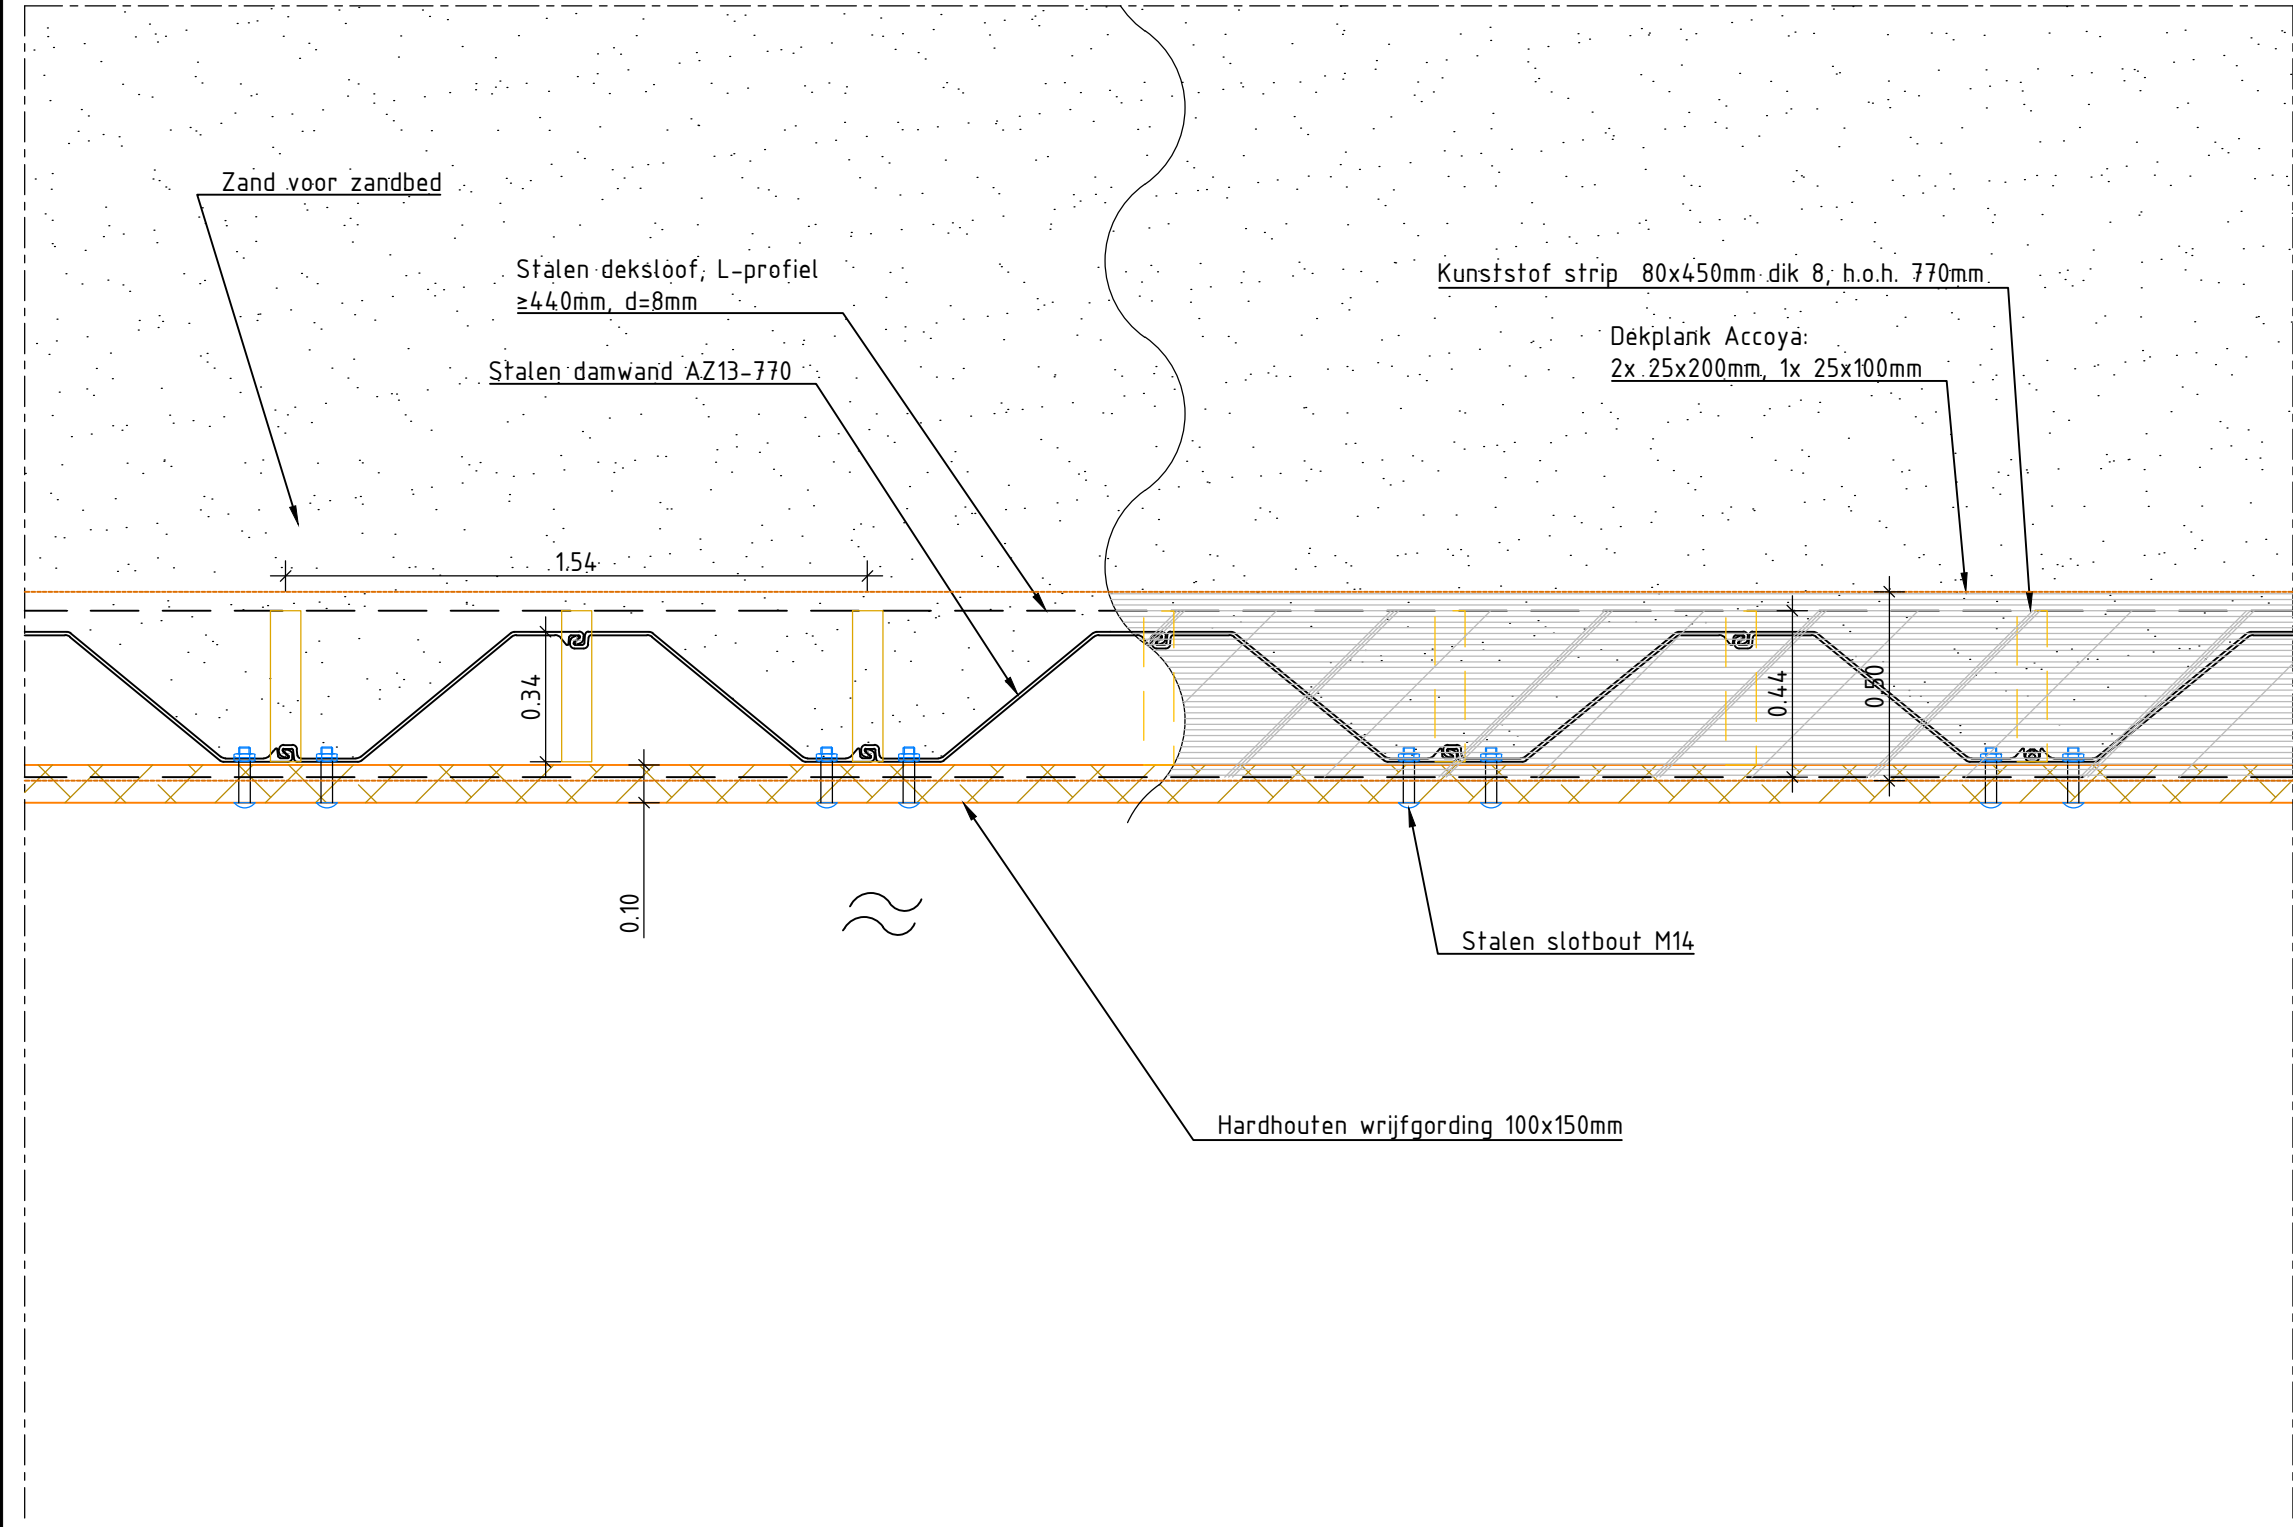 Zand voor zandbed
Stalen deksloof, L-profiel
≥440mm, d=8mm
Stalen damwand AZ13-770
Kunststof strip 80x450mm dik 8, h.o.h. 770mm
Dekplank Accoya:
2x 25x200mm, 1x 25x100mm
1.54
0.34
0.44
0.50
0.10
Stalen slotbout M14
Hardhouten wrijfgording 100x150mm